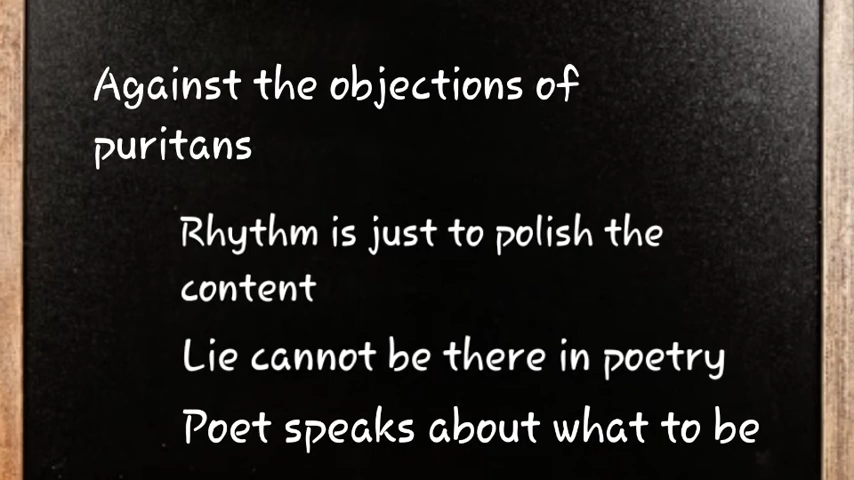 Against the objections of
puritans
Rhythm is just to polish the
content
Lie cannot be there in poetry
Poet speaks about what to be